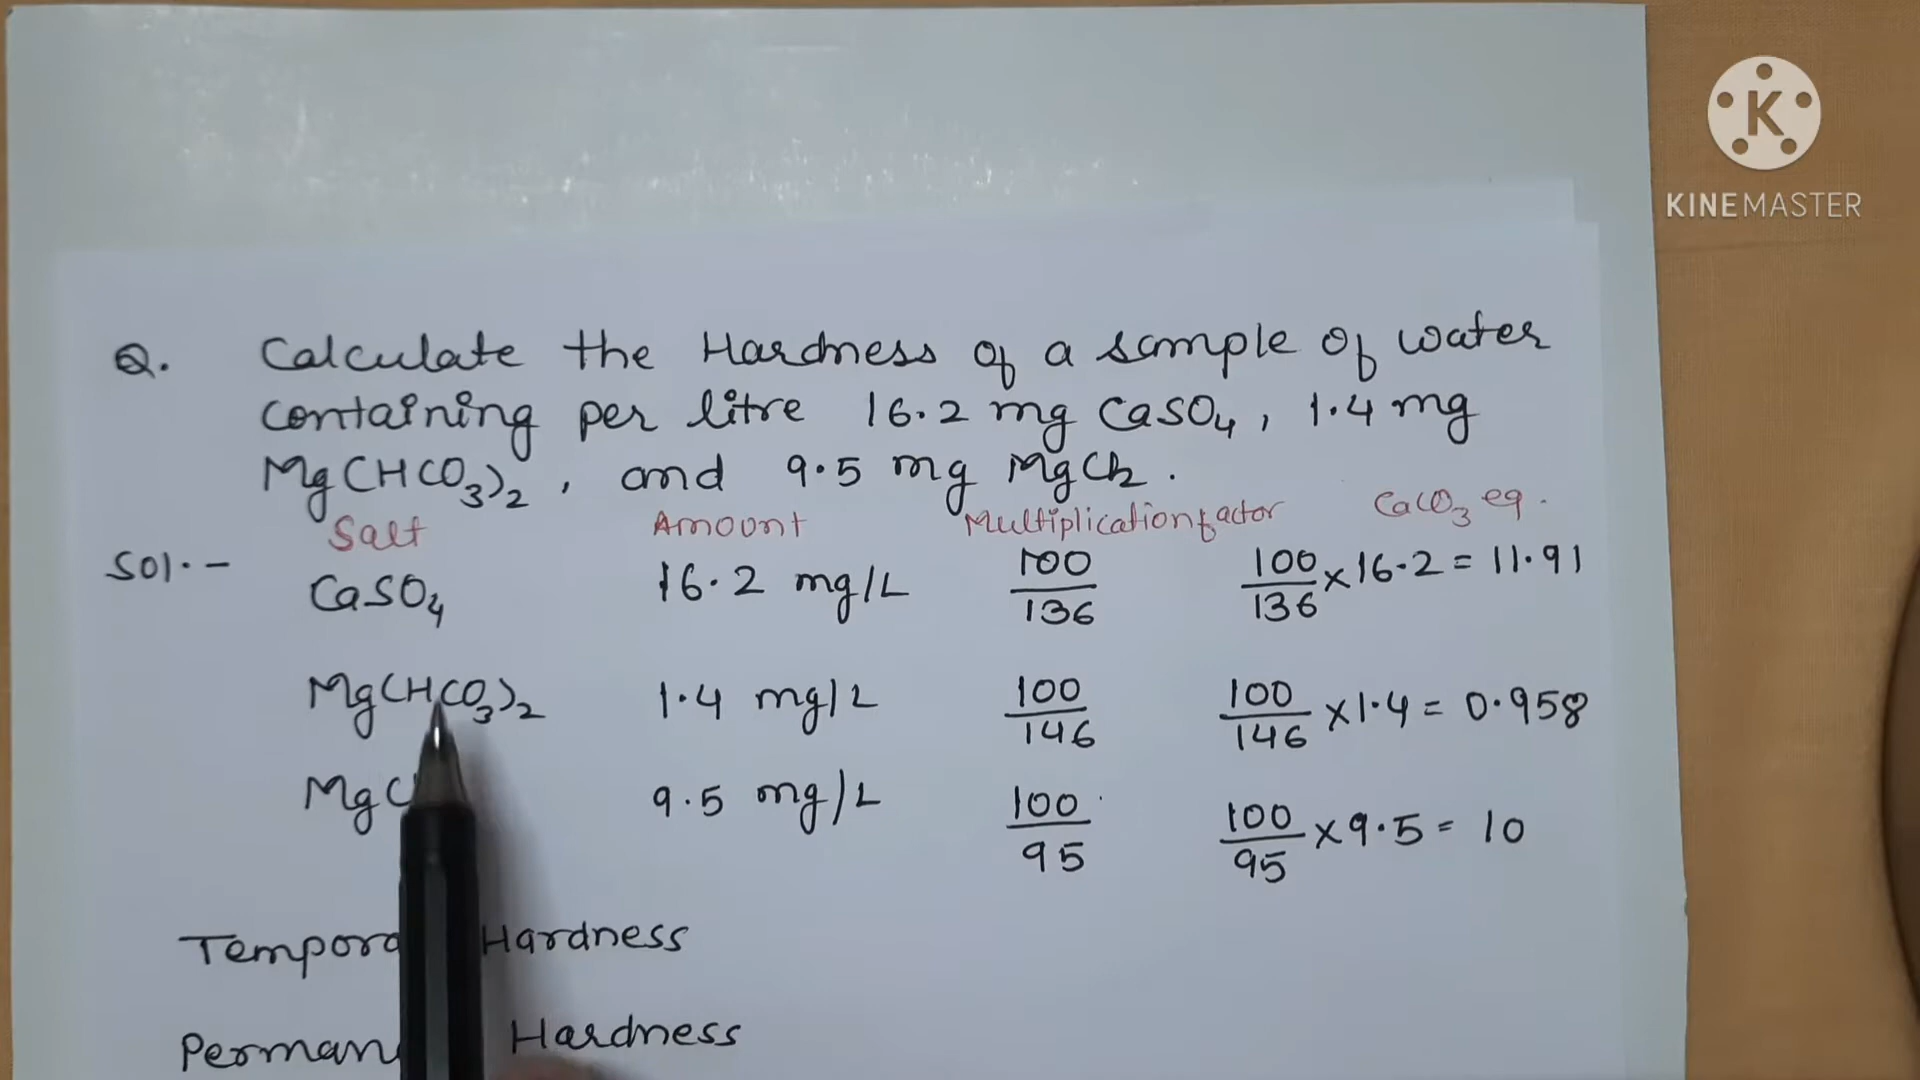 K
KINEMASTER
Q. Calculate the Hardness of a sample of water
containing per litre 16.2 mg CaSO4, 1.4 mg
Mg(HCO3)2, and 9.5 mg MgCl2.
Salt Amount Multiplication factor CaCO3 eq.
Sol.- CaSO4 16.2 mg/L 100/136 100/136 × 16.2 = 11.91
Mg(HCO3)2 1.4 mg/L 100/146 100/146 × 1.4 = 0.958
MgC 9.5 mg/L 100/95 100/95 × 9.5 = 10
Tempora Hardness
Perman Hardness